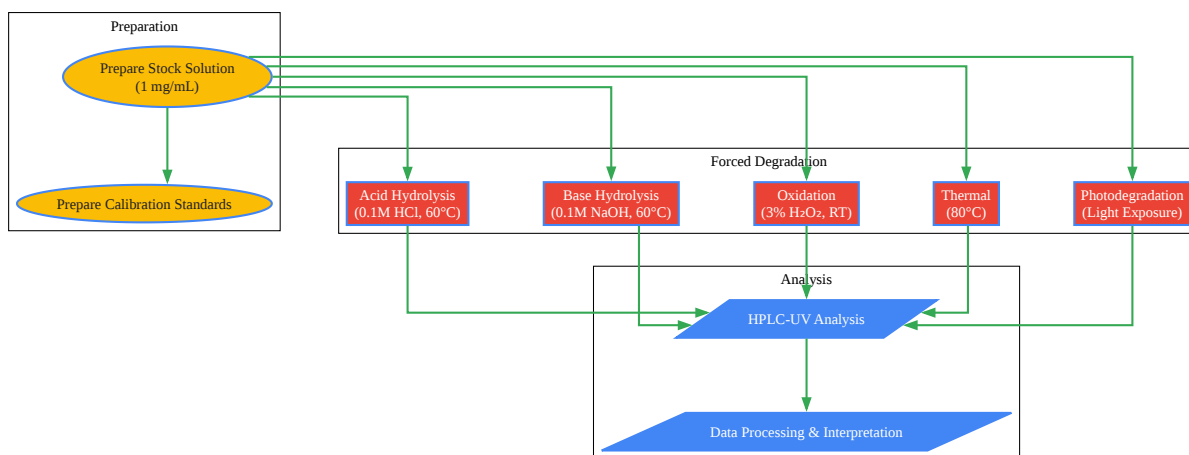 Preparation
Prepare Stock Solution
(1 mg/mL)
Prepare Calibration Standards
Forced Degradation
Acid Hydrolysis
(0.1M HCl, 60°C)
Base Hydrolysis
(0.1M NaOH, 60°C)
Oxidation
(3% H₂O₂, RT)
Thermal
(80°C)
Photodegradation
(Light Exposure)
Analysis
HPLC-UV Analysis
Data Processing & Interpretation